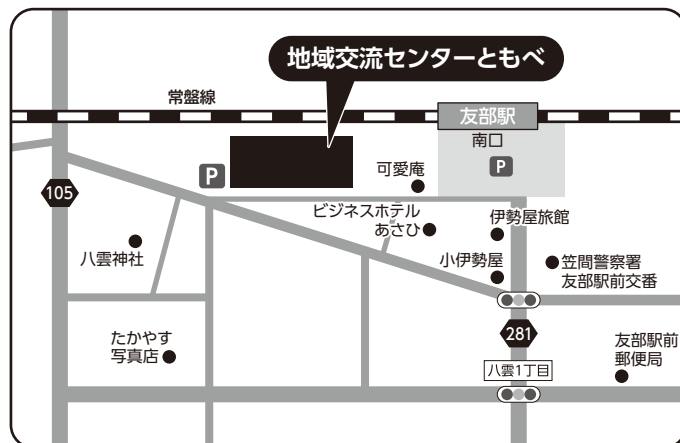 地域交流センターともべ
常盤線
友部駅
南口
P
P
可愛庵
105
ビジネスホテル
あさひ
伊勢屋旅館
八雲神社
小伊勢屋
笠間警察署
友部駅前交番
たかやす
写真店
281
友部駅前
郵便局
八雲1丁目